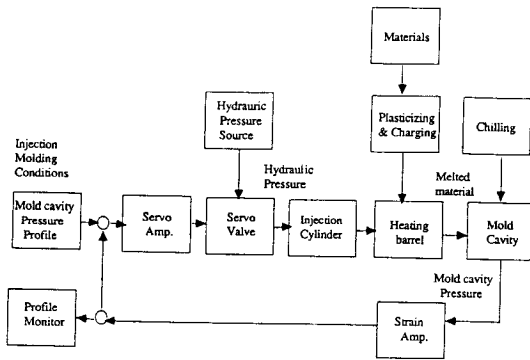 Materials
Hydrauric
Pressure
Source
Plasticizing
& Charging
Chilling
Injection
Molding
Conditions
Hydraulic
Pressure
Melted
material
Mold cavity
Pressure
Profile
Servo
Amp.
Servo
Valve
Injection
Cylinder
Heating
barrel
Mold
Cavity
Mold cavity
Pressure
Profile
Monitor
Strain
Amp.